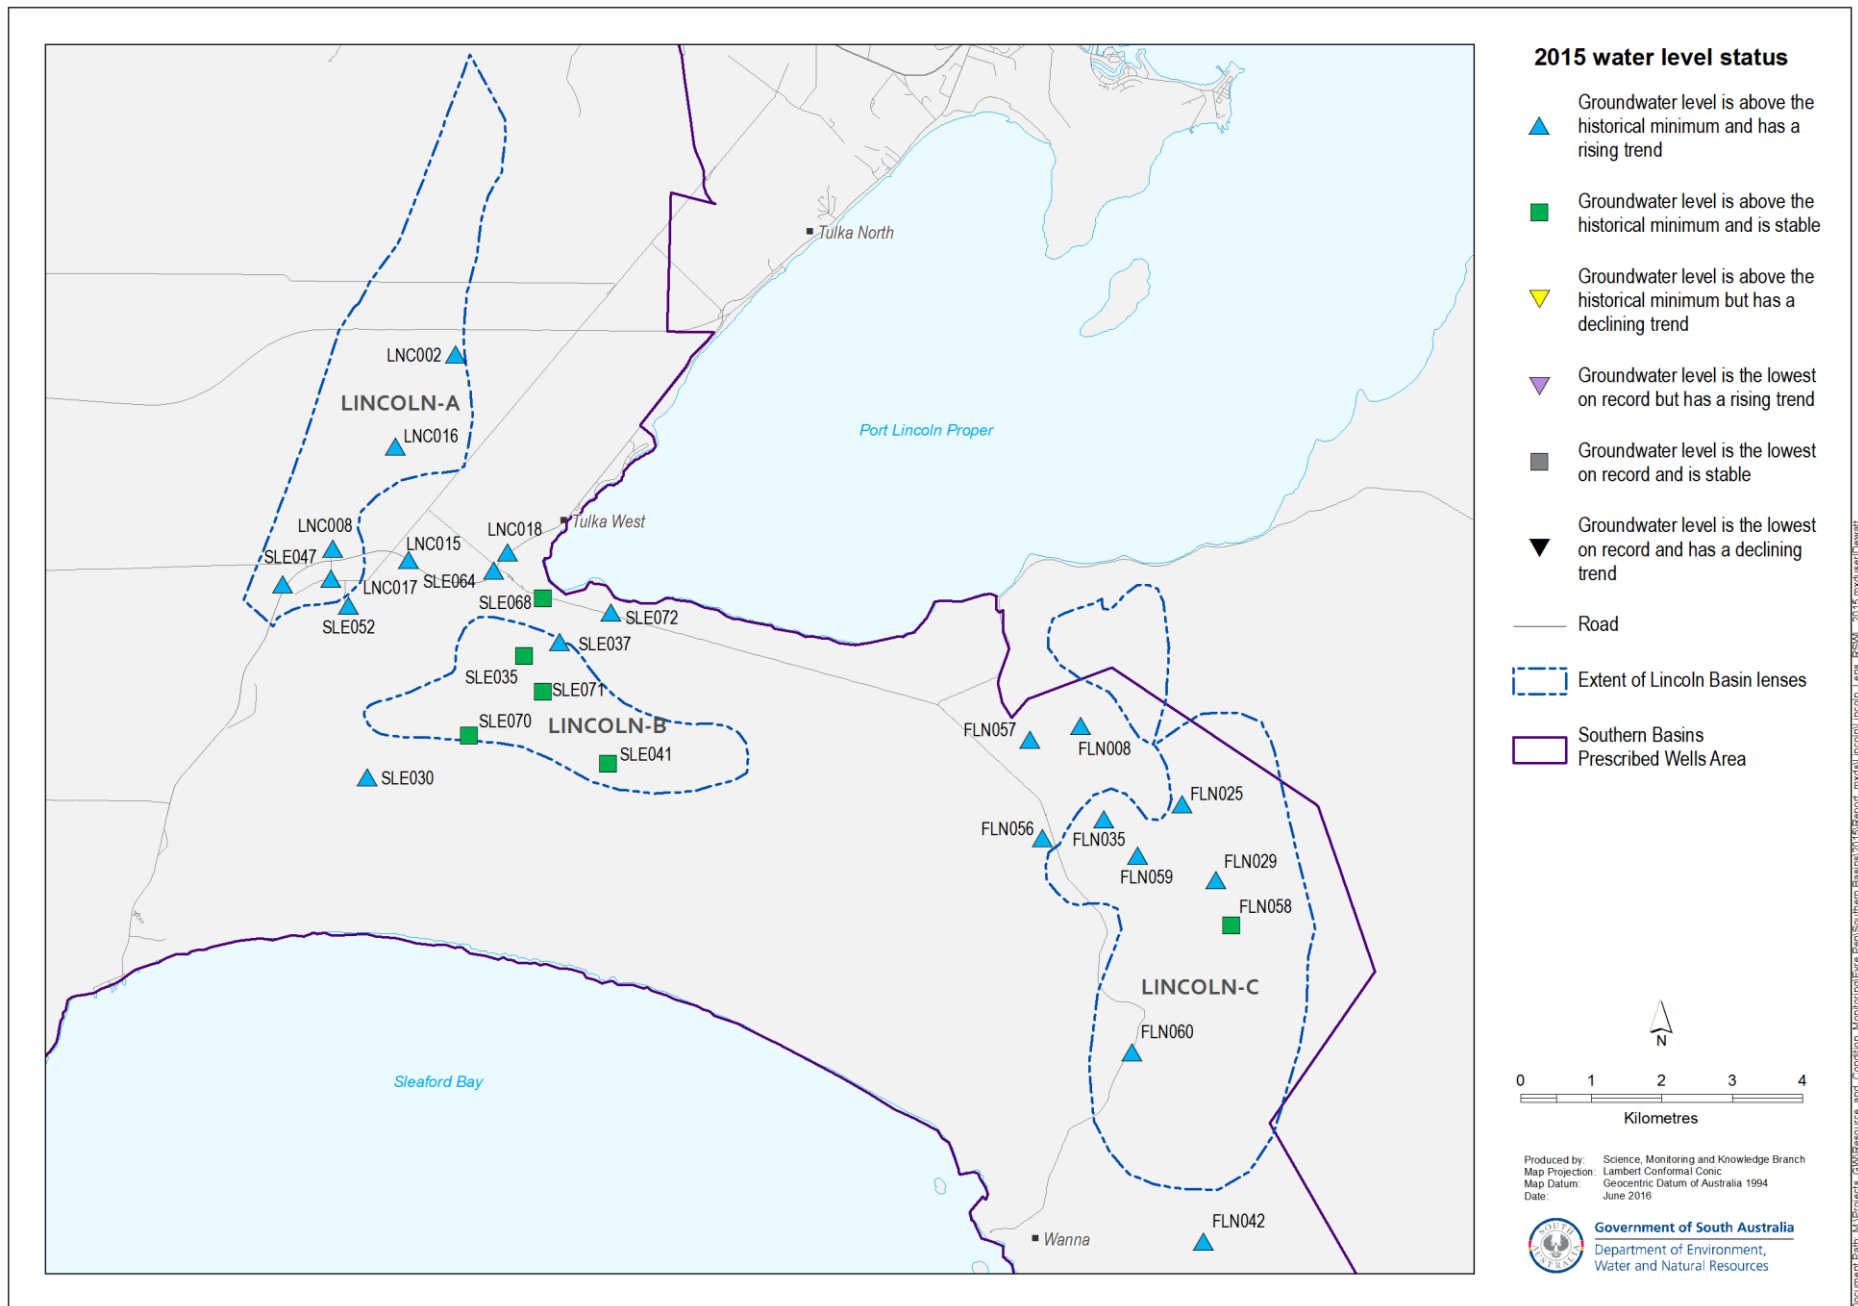 2015 water level status
Groundwater level is above the
historical minimum and has a
rising trend
Groundwater level is above the
historical minimum and is stable
Groundwater level is above the
historical minimum but has a
declining trend
Groundwater level is the lowest
on record but has a rising trend
Groundwater level is the lowest
on record and is stable
Groundwater level is the lowest
on record and has a declining
trend
Road
Extent of Lincoln Basin lenses
Southern Basins
Prescribed Wells Area
N
0 1 2 3 4
Kilometres
Produced by: Science, Monitoring and Knowledge Branch
Map Projection: Lambert Conformal Conic
Map Datum: Geocentric Datum of Australia 1994
Date: June 2016
SOUTH
AUSTRALIA
Government of South Australia
Department of Environment,
Water and Natural Resources
Tulka North
LNC002
LINCOLN-A
LNC016
Port Lincoln Proper
Tulka West
LNC008
LNC018
SLE047
LNC015
SLE064
LNC017
SLE068
SLE052
SLE072
SLE037
SLE035
SLE071
SLE070
LINCOLN-B
SLE041
SLE030
FLN057
FLN008
FLN025
FLN056
FLN035
FLN059
FLN029
FLN058
LINCOLN-C
FLN060
Sleaford Bay
FLN042
Wanna